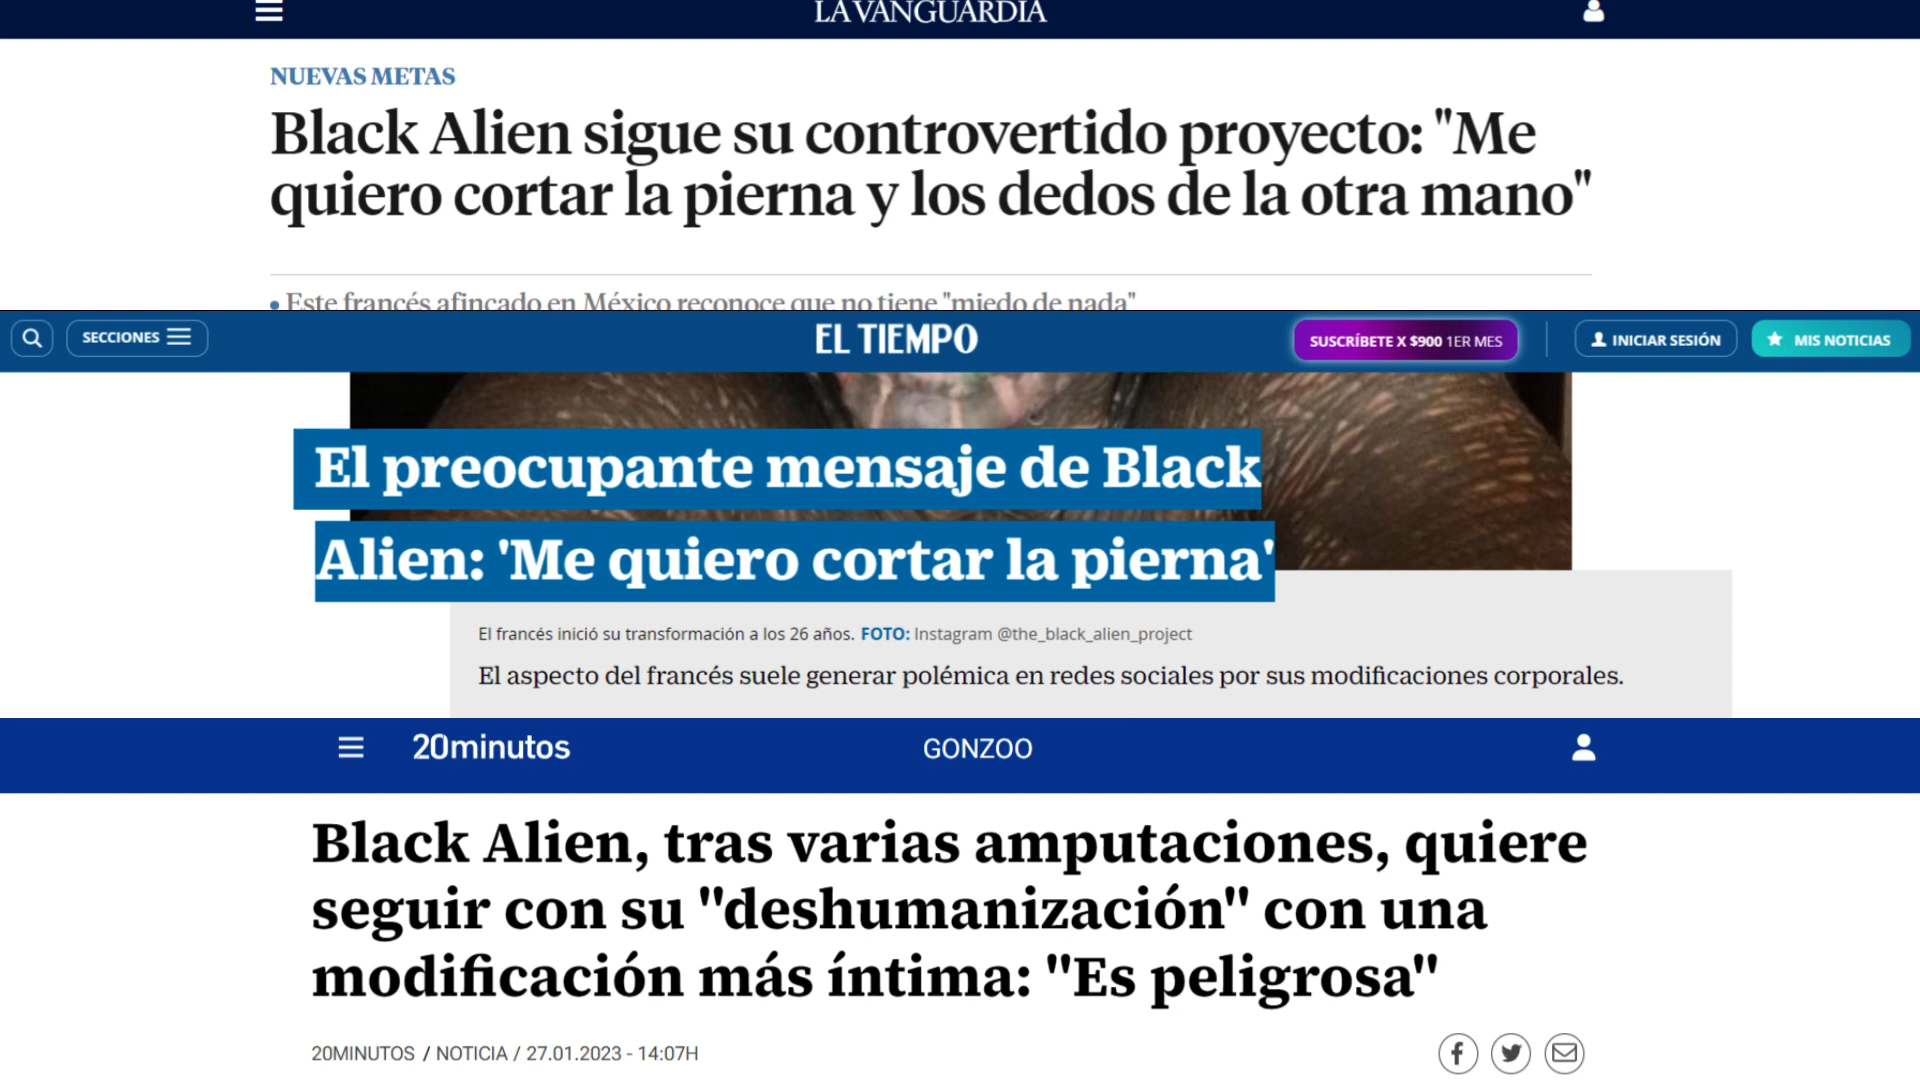 LA VANGUARDIA
NUEVAS METAS
Black Alien sigue su controvertido proyecto: "Me
quiero cortar la pierna y los dedos de la otra mano"
• Este francés afincado en México reconoce que no tiene "miedo de nada"
SECCIONES
EL TIEMPO
SUSCRÍBETE X $900 1ER MES
INICIAR SESIÓN
MIS NOTICIAS
El preocupante mensaje de Black
Alien: 'Me quiero cortar la pierna'
El francés inició su transformación a los 26 años. FOTO: Instagram @the_black_alien_project
El aspecto del francés suele generar polémica en redes sociales por sus modificaciones corporales.
20minutos
GONZOO
Black Alien, tras varias amputaciones, quiere
seguir con su "deshumanización" con una
modificación más íntima: "Es peligrosa"
20MINUTOS / NOTICIA / 27.01.2023 - 14:07H